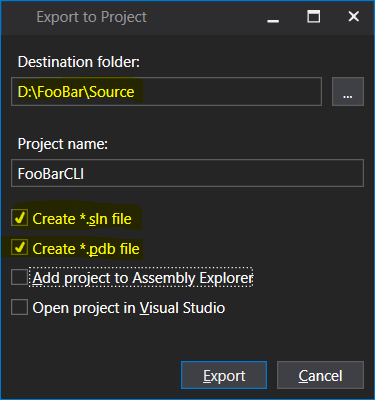 Export to Project
Destination folder:
D:\FooBar\Source
...
Project name:
FooBarCLI
Create *.sln file
Create *.pdb file
Add project to Assembly Explorer
Open project in Visual Studio
Export Cancel